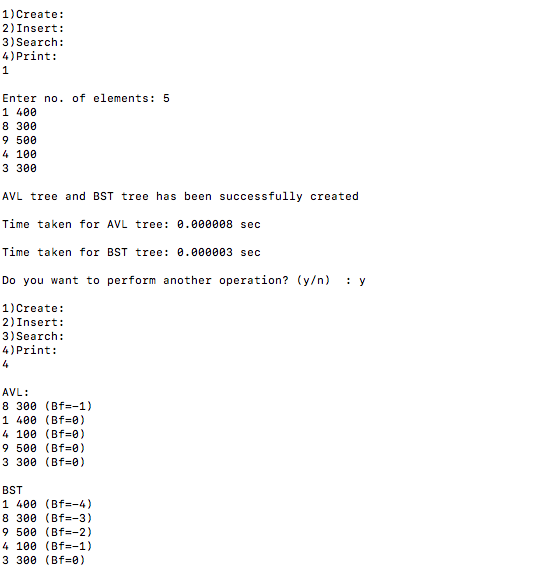 1)Create:
2)Insert:
3)Search:
4)Print:
1
Enter no. of elements: 5
1 400
8 300
9 500
4 100
3 300
AVL tree and BST tree has been successfully created
Time taken for AVL tree: 0.000008 sec
Time taken for BST tree: 0.000003 sec
Do you want to perform another operation? (y/n)  : y
1)Create:
2)Insert:
3)Search:
4)Print:
4
AVL:
8 300 (Bf=-1)
1 400 (Bf=0)
4 100 (Bf=0)
9 500 (Bf=0)
3 300 (Bf=0)
BST
1 400 (Bf=-4)
8 300 (Bf=-3)
9 500 (Bf=-2)
4 100 (Bf=-1)
3 300 (Bf=0)